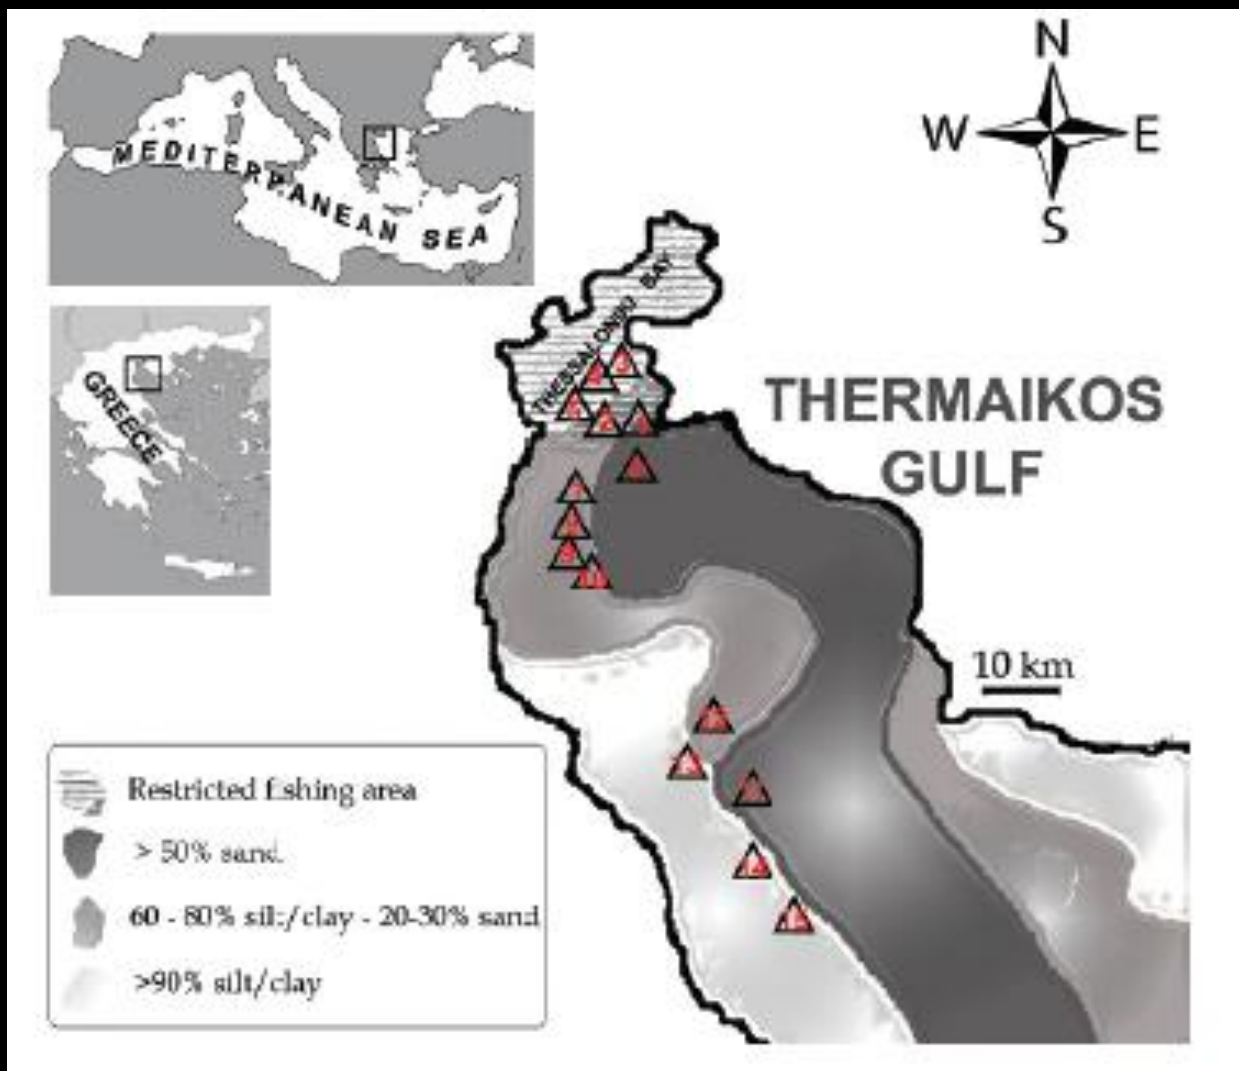 MEDITERRANEAN SEA
GREECE
N
W
E
S
THESSALONIKI BAY
THERMAIKOS
GULF
10 km
Restricted fishing area
> 50% sand
60 - 80% silt/clay - 20-30% sand
>90% silt/clay